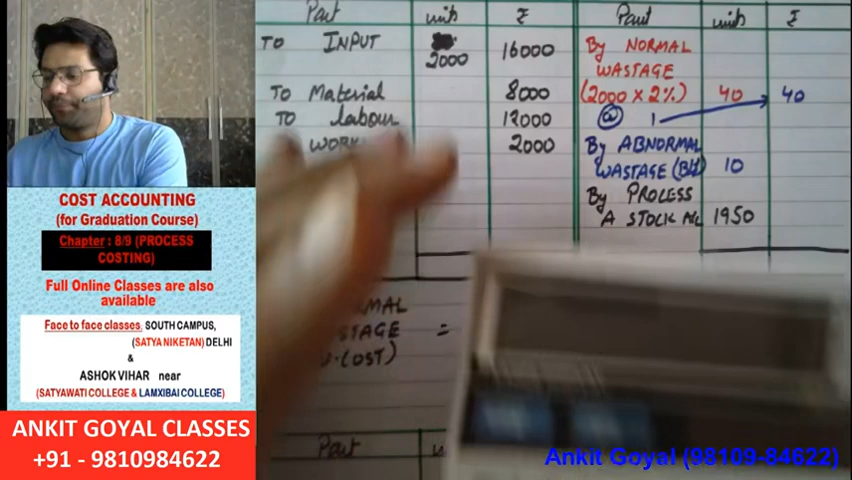 COST ACCOUNTING
(for Graduation Course)
Chapter : 8/9 (PROCESS
COSTING)
Full Online Classes are also
available
Face to face classes, SOUTH CAMPUS,
(SATYA NIKETAN) DELHI
&
ASHOK VIHAR near
(SATYAWATI COLLEGE & LAMXIBAI COLLEGE)
ANKIT GOYAL CLASSES
+91 - 9810984622
Part units ₹ Part units ₹
TO INPUT 2000 16000
TO Material 8000
TO labour 12000
WORK 2000
By NORMAL
WASTAGE
(2000 x 2%) 40 40
@ 1
By ABNORMAL
WASTAGE (B/f) 10
By PROCESS
A STOCK A/c 1950
=
Part
Ankit Goyal (98109-84622)